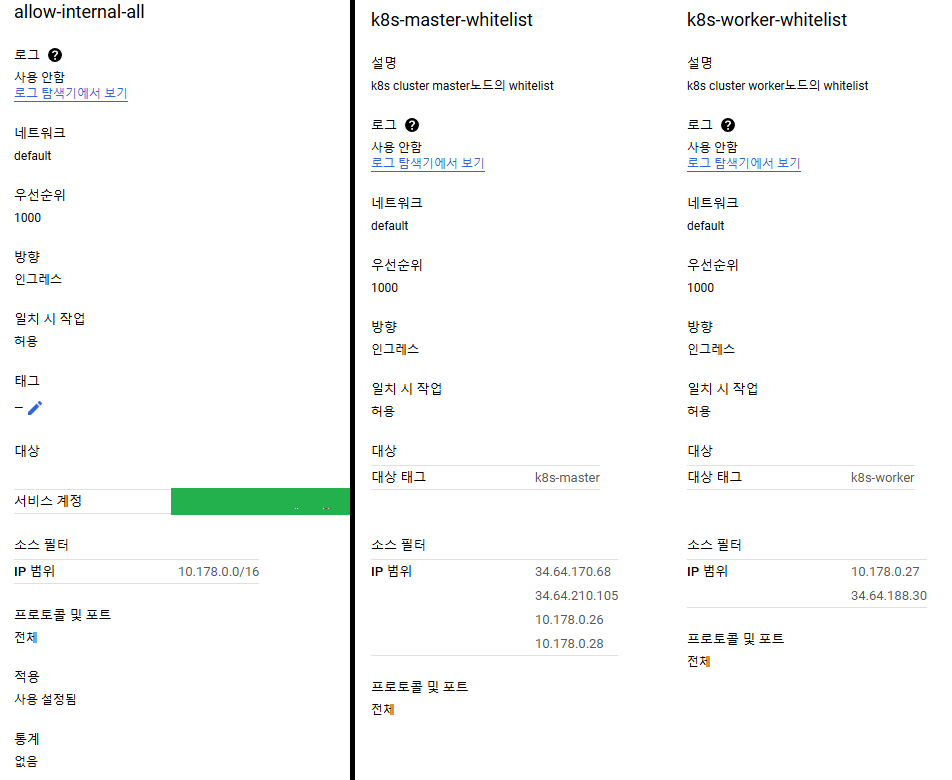 allow-internal-all
로그
사용 안함
로그 탐색기에서 보기
네트워크
default
우선순위
1000
방향
인그레스
일치 시 작업
허용
태그
–
대상
서비스 계정
소스 필터
IP 범위 10.178.0.0/16
프로토콜 및 포트
전체
적용
사용 설정됨
통계
없음
k8s-master-whitelist
설명
k8s cluster master노드의 whitelist
로그
사용 안함
로그 탐색기에서 보기
네트워크
default
우선순위
1000
방향
인그레스
일치 시 작업
허용
대상
대상 태그 k8s-master
소스 필터
IP 범위 34.64.170.68
34.64.210.105
10.178.0.26
10.178.0.28
프로토콜 및 포트
전체
k8s-worker-whitelist
설명
k8s cluster worker노드의 whitelist
로그
사용 안함
로그 탐색기에서 보기
네트워크
default
우선순위
1000
방향
인그레스
일치 시 작업
허용
대상
대상 태그 k8s-worker
소스 필터
IP 범위 10.178.0.27
34.64.188.30
프로토콜 및 포트
전체